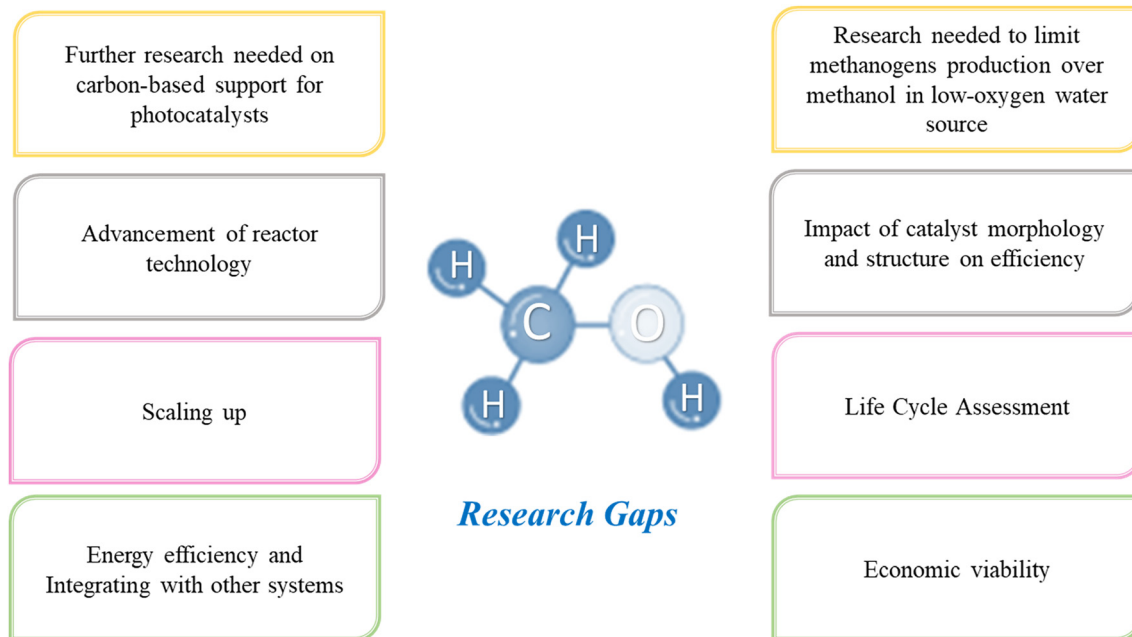 Further research needed on
carbon-based support for
photocatalysts
Advancement of reactor
technology
Scaling up
Energy efficiency and
Integrating with other systems
H
H
C
O
H
H
Research Gaps
Research needed to limit
methanogens production over
methanol in low-oxygen water
source
Impact of catalyst morphology
and structure on efficiency
Life Cycle Assessment
Economic viability